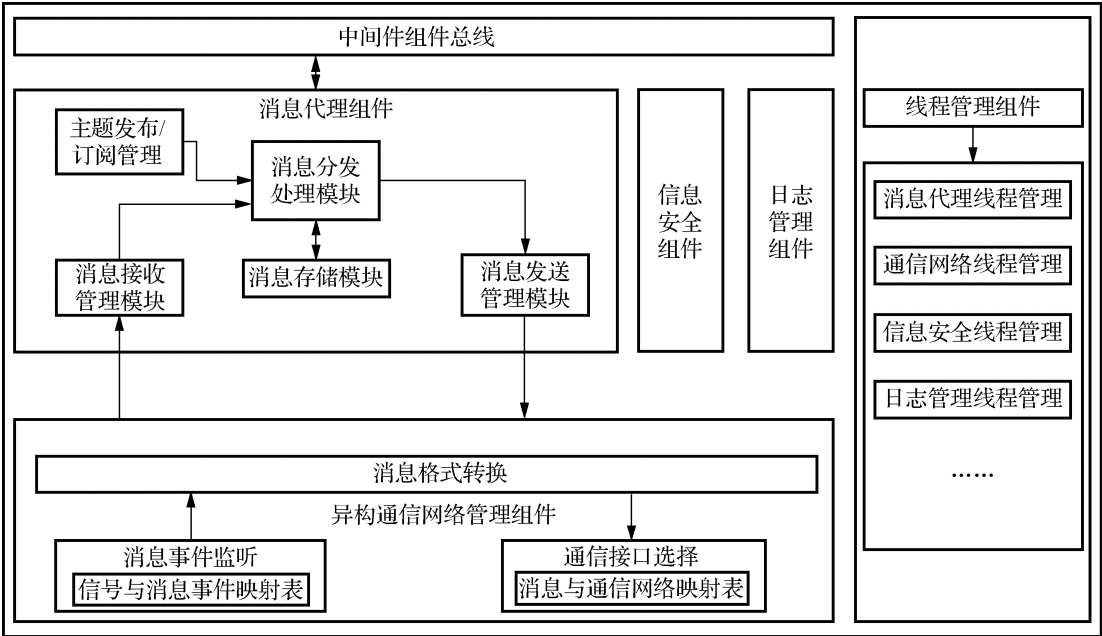 中间件组件总线
消息代理组件
主题发布/
订阅管理
消息分发
处理模块
消息接收
管理模块
消息存储模块
消息发送
管理模块
信息
安全
组件
日志
管理
组件
线程管理组件
消息代理线程管理
通信网络线程管理
信息安全线程管理
日志管理线程管理
……
消息格式转换
异构通信网络管理组件
消息事件监听
信号与消息事件映射表
通信接口选择
消息与通信网络映射表